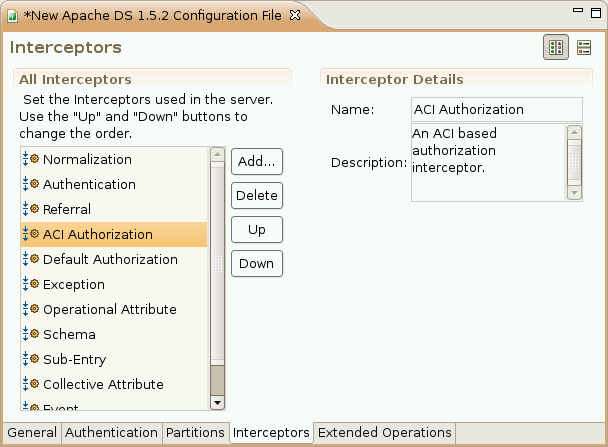 *New Apache DS 1.5.2 Configuration File
Interceptors
All Interceptors
Set the Interceptors used in the server.
Use the "Up" and "Down" buttons to
change the order.
Normalization
Authentication
Referral
ACI Authorization
Default Authorization
Exception
Operational Attribute
Schema
Sub-Entry
Collective Attribute
Event
Add...
Delete
Up
Down
Interceptor Details
Name:
ACI Authorization
Description:
An ACI based
authorization
interceptor.
General
Authentication
Partitions
Interceptors
Extended Operations